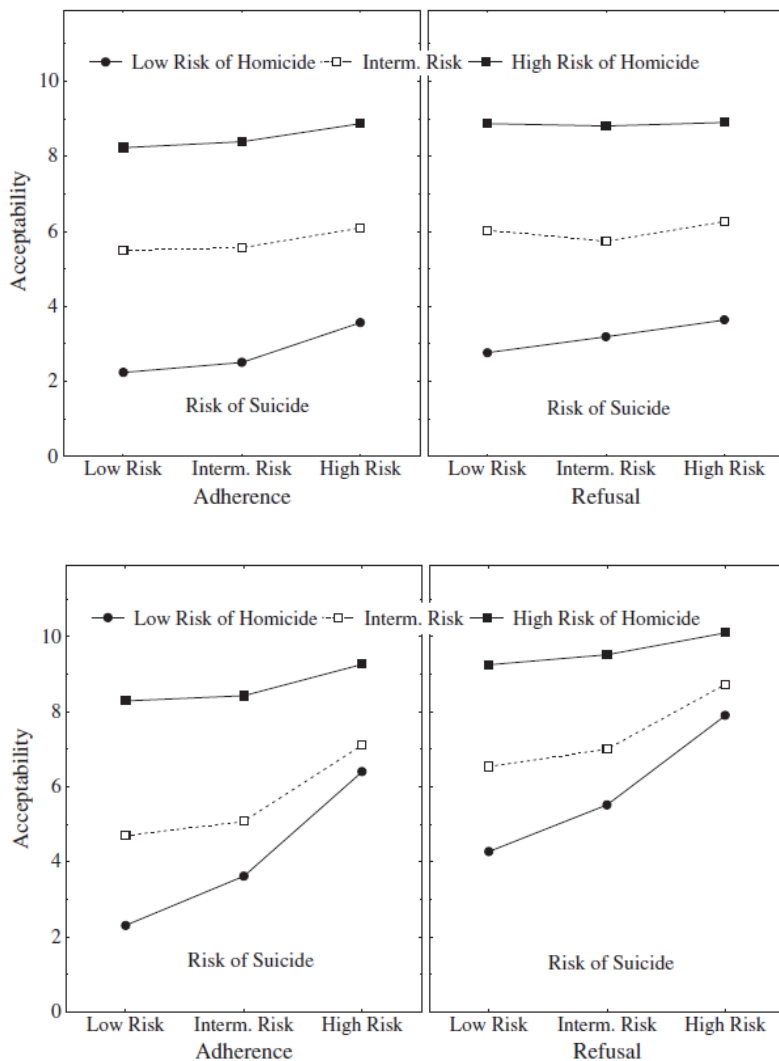 Low Risk of Homicide Interm. Risk High Risk of Homicide
10
8
6
4
2
0
Acceptability
Risk of Suicide Risk of Suicide
Low Risk Interm. Risk High Risk Low Risk Interm. Risk High Risk
Adherence Refusal
Low Risk of Homicide Interm. Risk High Risk of Homicide
10
8
6
4
2
0
Acceptability
Risk of Suicide Risk of Suicide
Low Risk Interm. Risk High Risk Low Risk Interm. Risk High Risk
Adherence Refusal